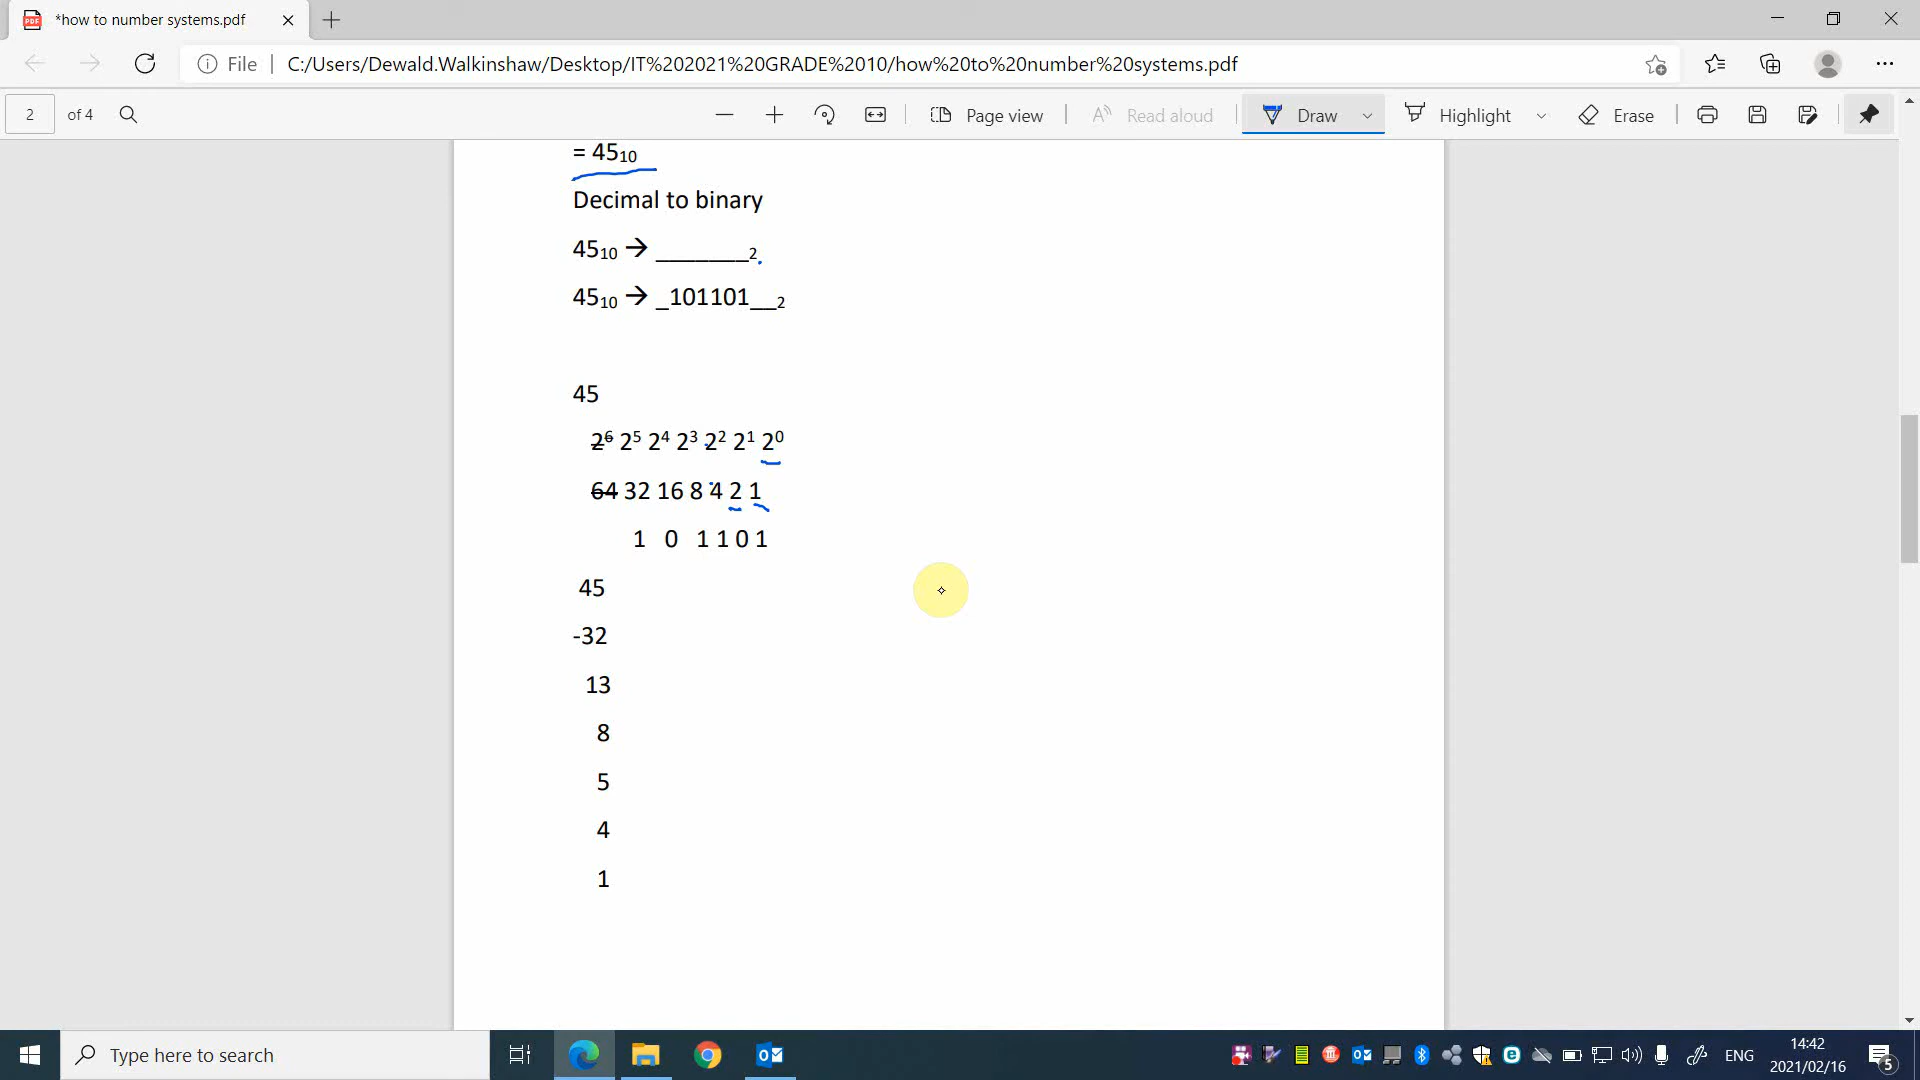 *how to number systems.pdf
File | C:/Users/Dewald.Walkinshaw/Desktop/IT%202021%20GRADE%2010/how%20to%20number%20systems.pdf
2 of 4 Page view Read aloud Draw Highlight Erase
= 45₁₀
Decimal to binary
45₁₀ → _______₂
45₁₀ → _101101__₂
45
2⁶ 2⁵ 2⁴ 2³ 2² 2¹ 2⁰
64 32 16 8 4 2 1
1 0 1 1 0 1
45
-32
13
8
5
4
1
Type here to search
ENG
14:42
2021/02/16
5